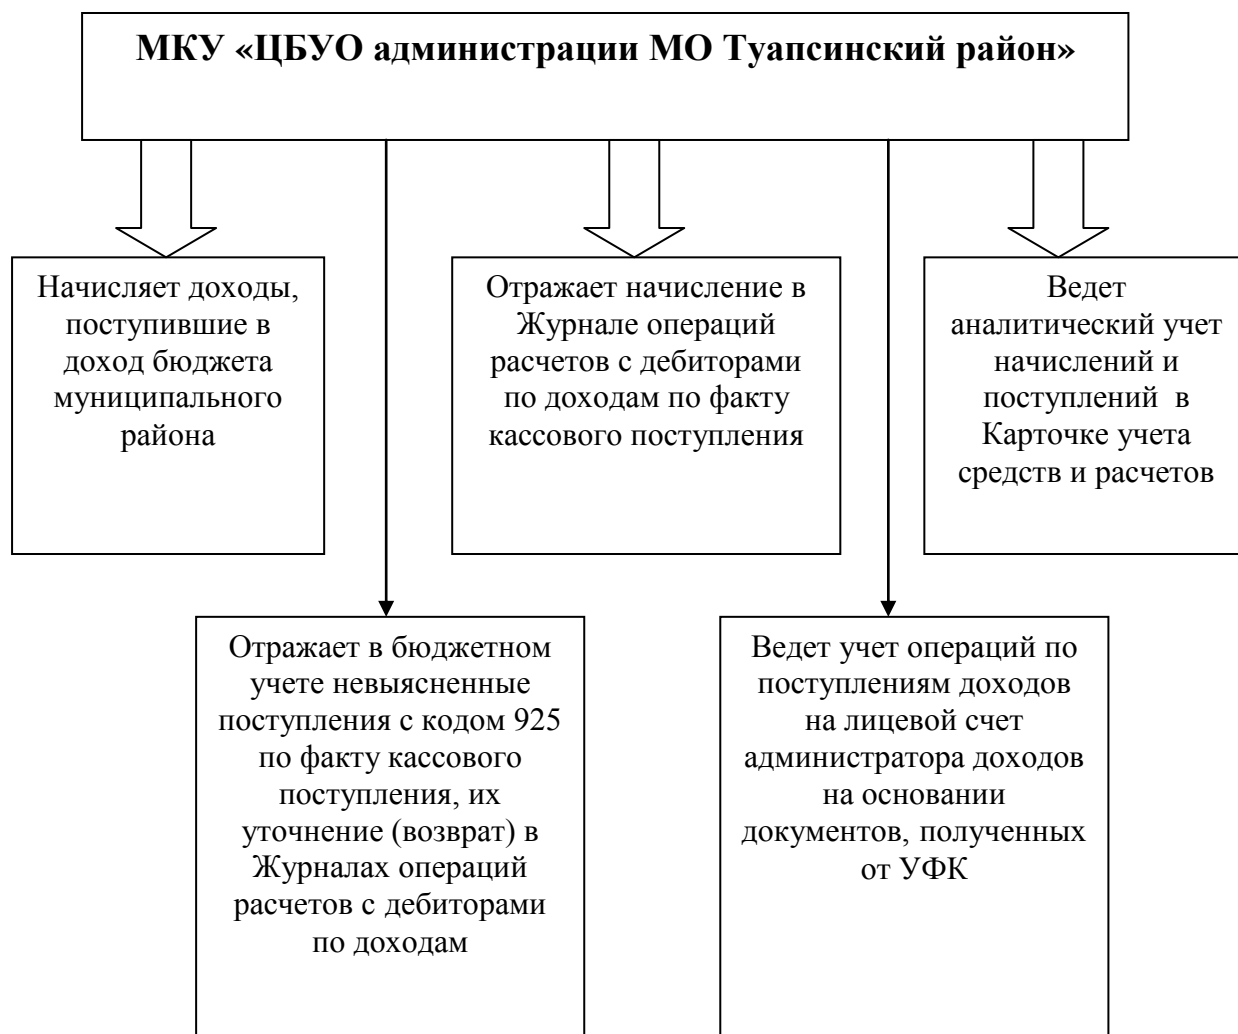 МКУ «ЦБУО администрации МО Туапсинский район»
Начисляет доходы,
поступившие в
доход бюджета
муниципального
района
Отражает начисление в
Журнале операций
расчетов с дебиторами
по доходам по факту
кассового поступления
Ведет
аналитический учет
начислений и
поступлений в
Карточке учета
средств и расчетов
Отражает в бюджетном
учете невыясненные
поступления с кодом 925
по факту кассового
поступления, их
уточнение (возврат) в
Журналах операций
расчетов с дебиторами
по доходам
Ведет учет операций по
поступлениям доходов
на лицевой счет
администратора доходов
на основании
документов, полученных
от УФК